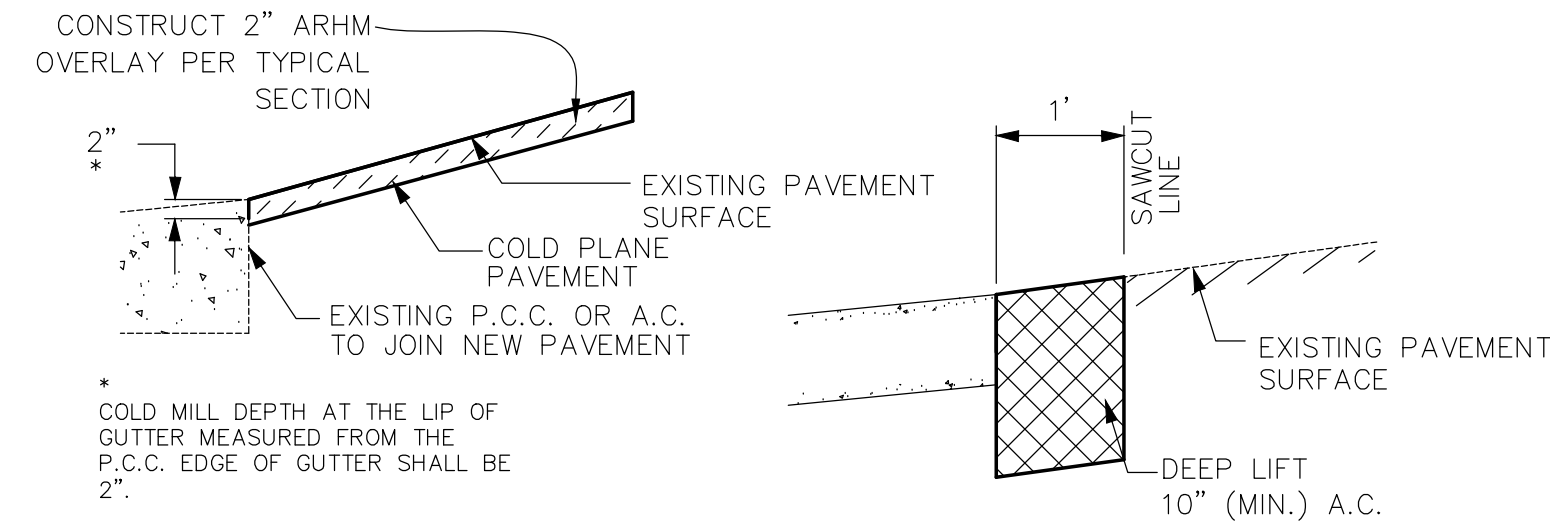 CONSTRUCT 2" ARHM
OVERLAY PER TYPICAL
SECTION
2"
*
EXISTING PAVEMENT
SURFACE
COLD PLANE
PAVEMENT
EXISTING P.C.C. OR A.C.
TO JOIN NEW PAVEMENT
*
COLD MILL DEPTH AT THE LIP OF
GUTTER MEASURED FROM THE
P.C.C. EDGE OF GUTTER SHALL BE
2".
1'
SAWCUT
LINE
EXISTING PAVEMENT
SURFACE
DEEP LIFT
10" (MIN.) A.C.